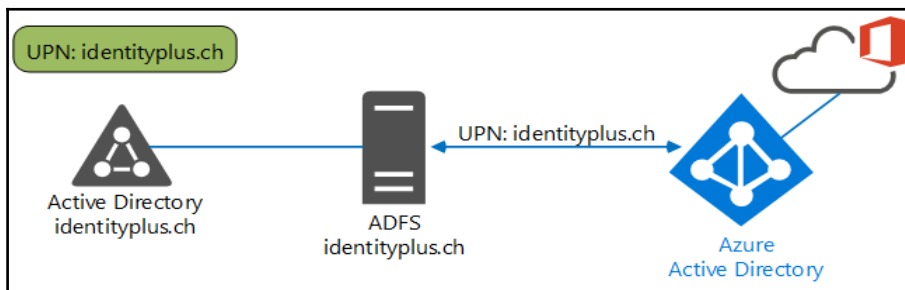 UPN: identityplus.ch
UPN: identityplus.ch
Active Directory
identityplus.ch
ADFS
identityplus.ch
Azure
Active Directory